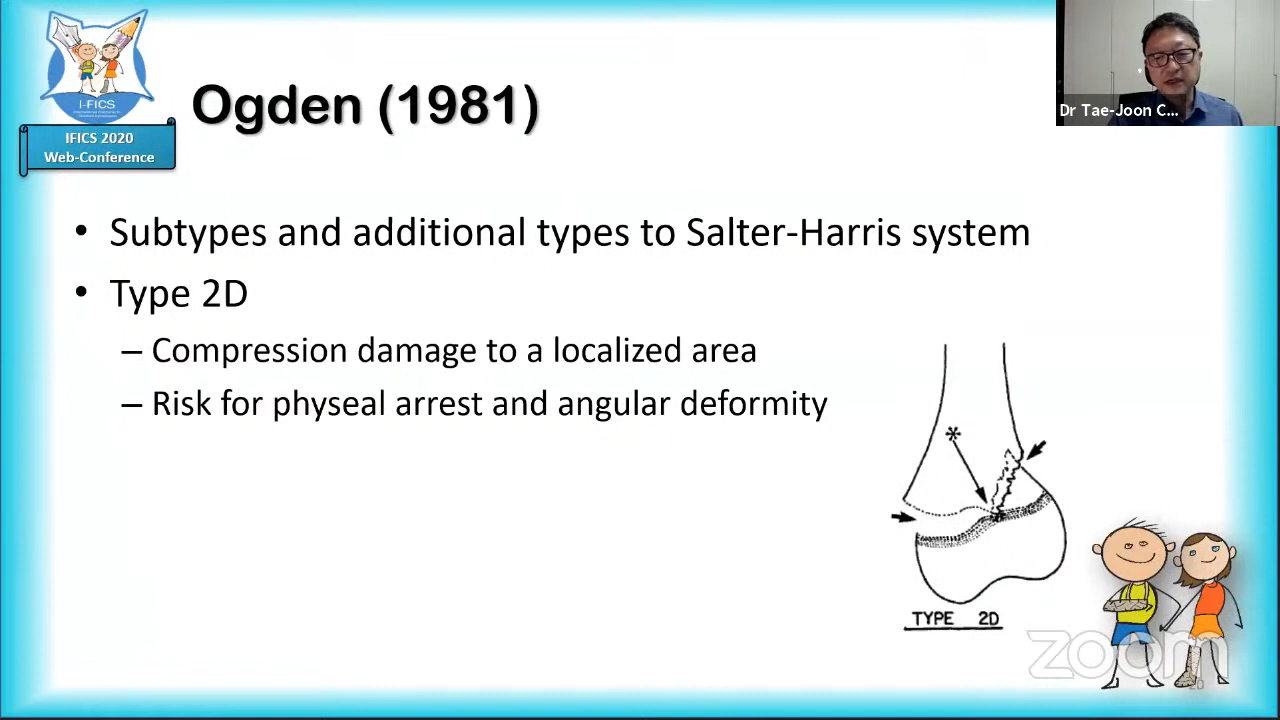 I-FICS
IFICS 2020
Web-Conference
Ogden (1981)
Dr Tae-Joon C...
• Subtypes and additional types to Salter-Harris system
• Type 2D
– Compression damage to a localized area
– Risk for physeal arrest and angular deformity
*
TYPE 2D
zoom
20